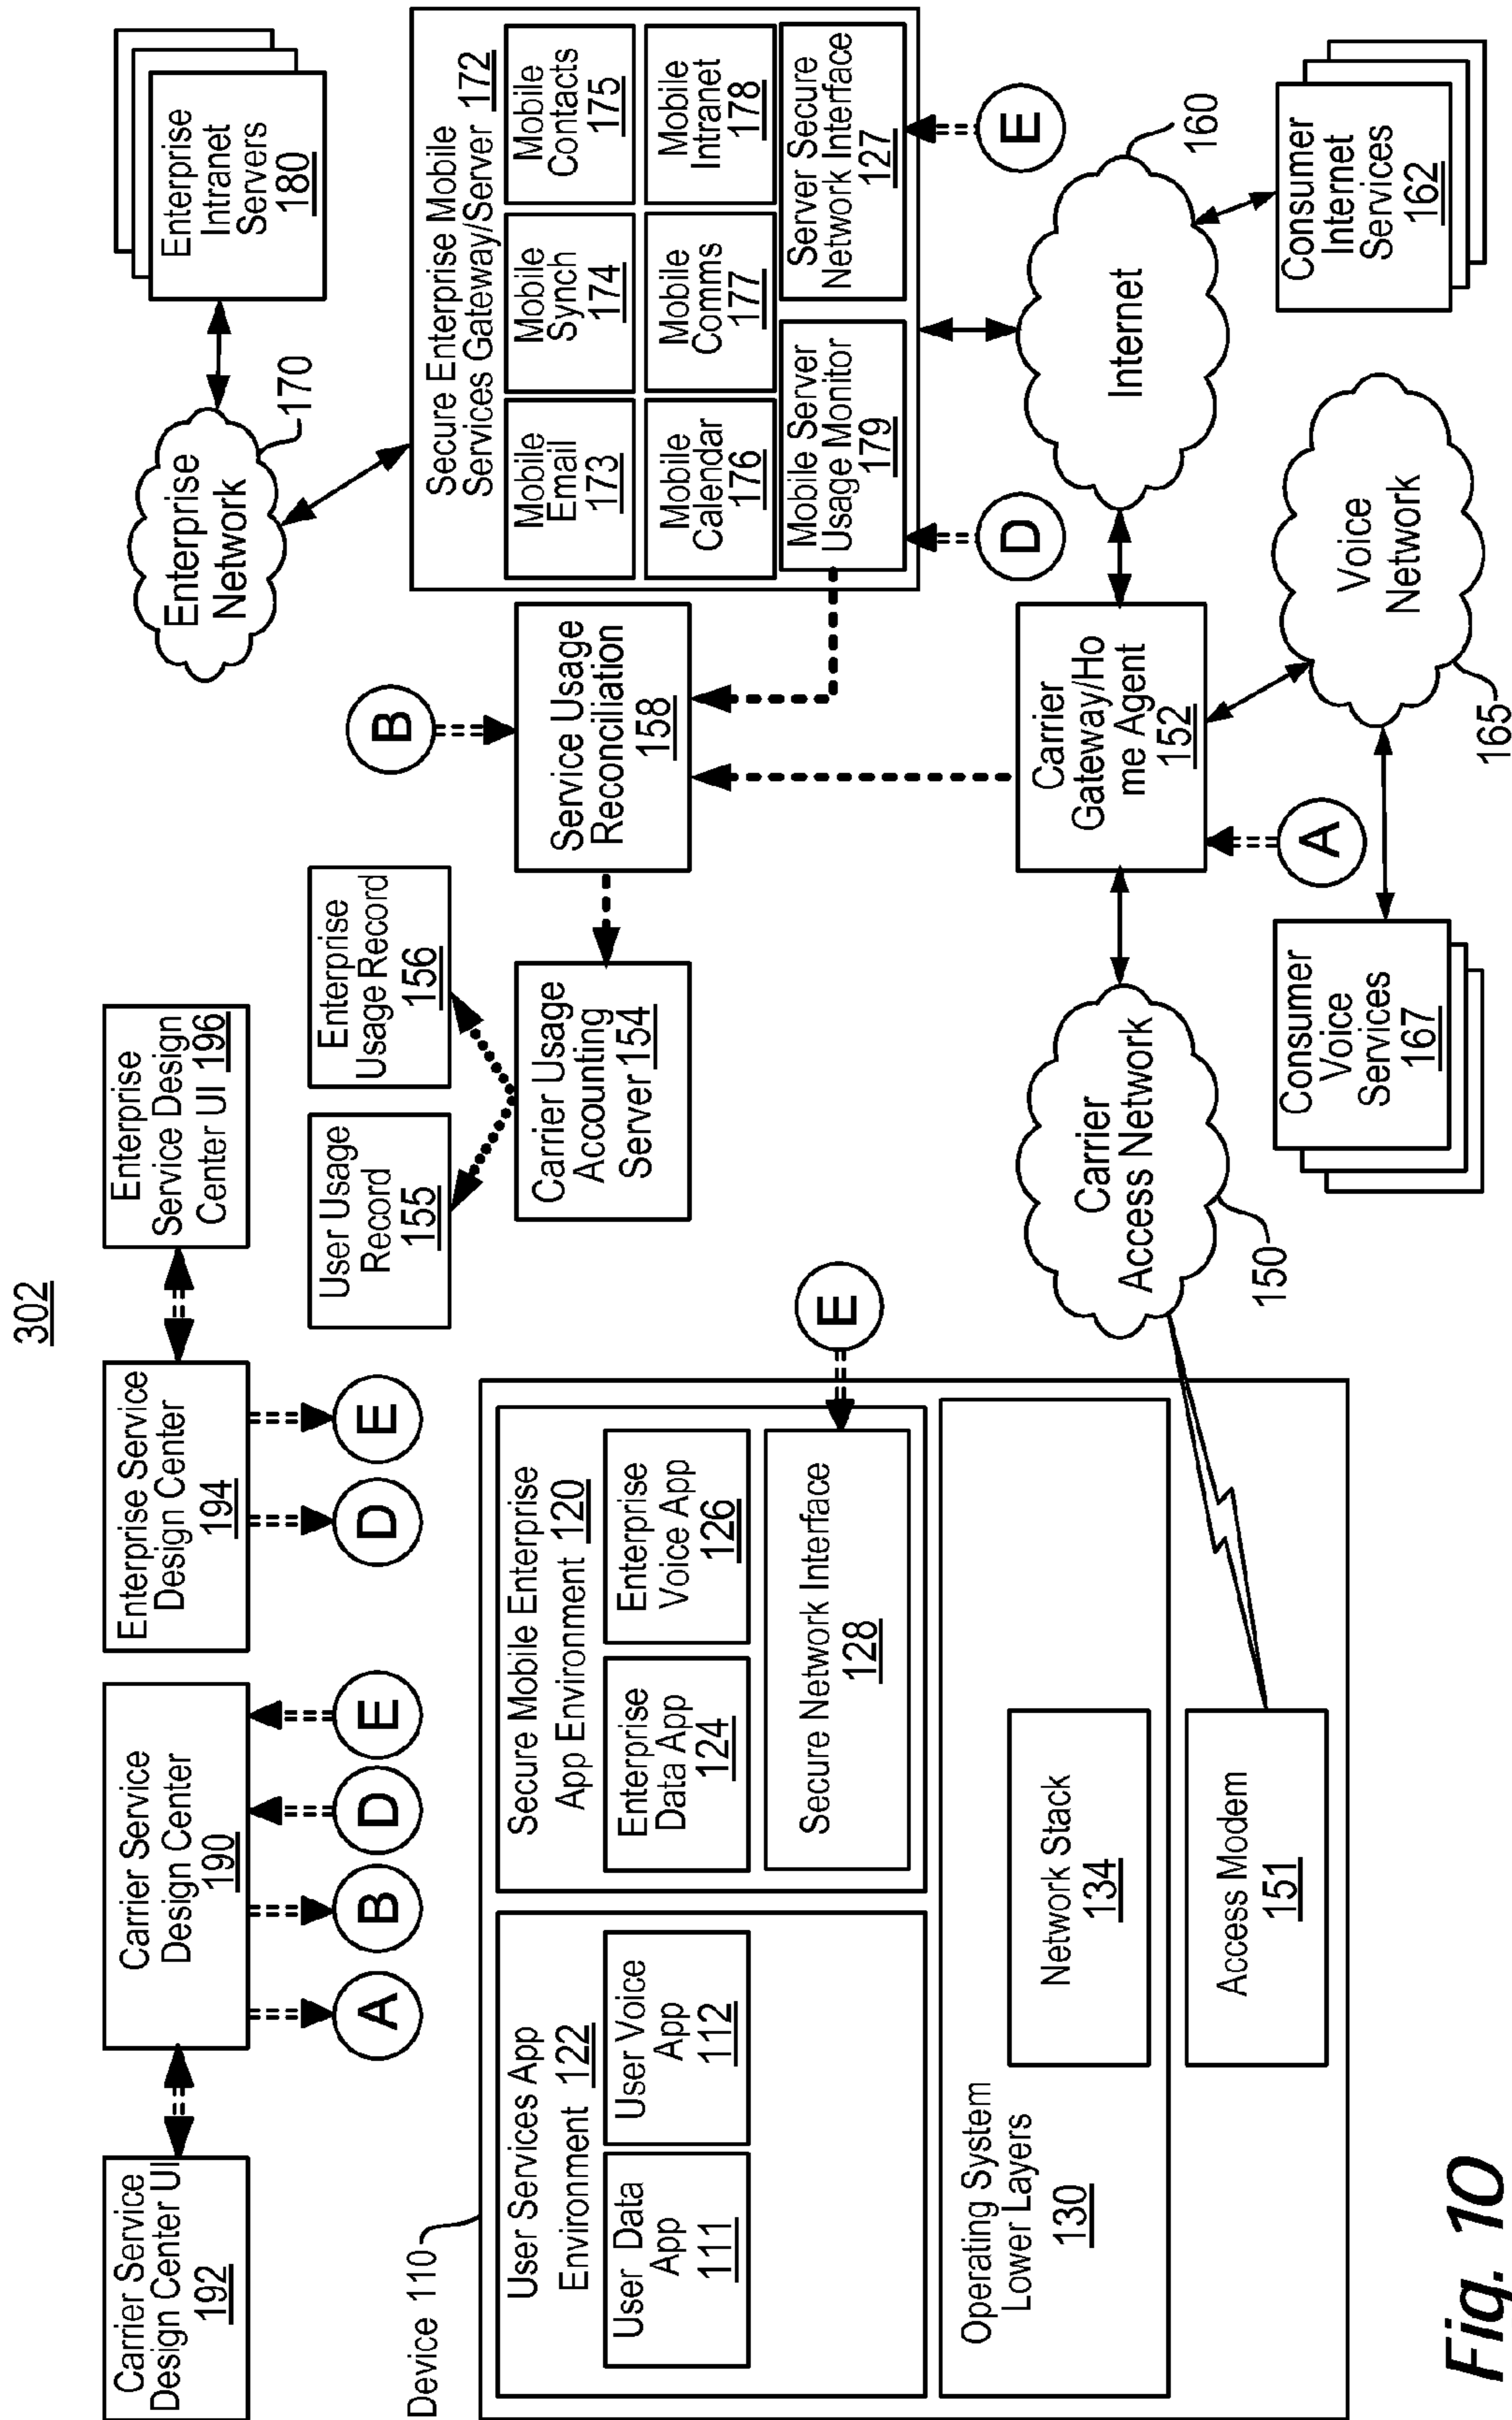 302
Carrier Service
Design Center UI
192
Carrier Service
Design Center
190
A
B
D
E
Enterprise Service
Design Center
194
D
E
Enterprise
Service Design
Center UI 196
Device 110
User Services App
Environment 122
User Data
App
111
User Voice
App
112
Secure Mobile Enterprise
App Environment 120
Enterprise
Data App
124
Enterprise
Voice App
126
Secure Network Interface
128
E
Operating System
Lower Layers
130
Network Stack
134
Access Modem
151
User Usage
Record
155
Enterprise
Usage Record
156
Carrier Usage
Accounting
Server 154
B
Service Usage
Reconciliation
158
Carrier
Access Network
150
Carrier
Gateway/Ho
me Agent
152
A
Consumer
Voice
Services
167
Voice
Network
165
Enterprise
Network
170
Enterprise
Intranet
Servers
180
Secure Enterprise Mobile
Services Gateway/Server 172
Mobile
Email
173
Mobile
Synch
174
Mobile
Contacts
175
Mobile
Calendar
176
Mobile
Comms
177
Mobile
Intranet
178
Mobile Server
Usage Monitor
179
Server Secure
Network Interface
127
D
E
Internet
160
Consumer
Internet
Services
162
Fig. 10